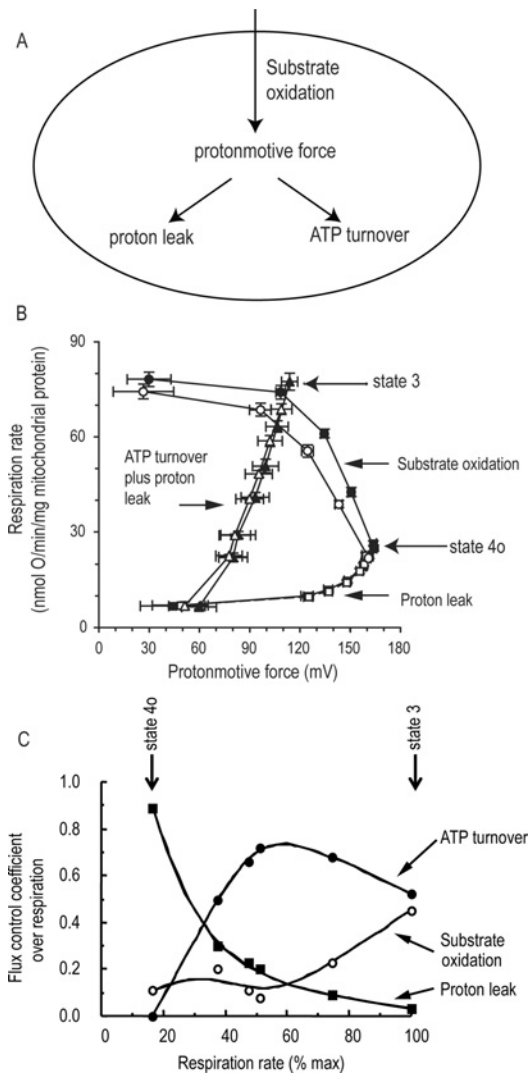 A
Substrate
oxidation
protonmotive force
proton leak
ATP turnover
B
90
60
30
0
Respiration rate
(nmol O/min/mg mitochondrial protein)
state 3
ATP turnover
plus proton
leak
Substrate oxidation
state 4o
Proton leak
0 30 60 90 120 150 180
Protonmotive force (mV)
C
state 4o
state 3
1.0
0.8
0.6
0.4
0.2
0.0
Flux control coefficient
over respiration
ATP turnover
Substrate
oxidation
Proton leak
0 20 40 60 80 100
Respiration rate (% max)